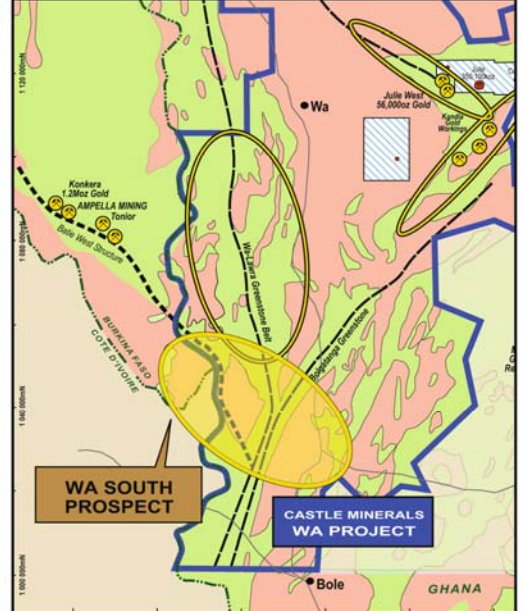 1 120 000mN
Julie
Wa
Julie West
56,000oz Gold
Kandia
Gold
Workings
Konkera
1.2Moz Gold
AMPELLA MINING
Tonior
Batie West Structure
1 080 000mN
Wa-Lawra Greenstone Belt
Bolgatanga Greenstone
BURKINA FASO
COTE D'IVOIRE
1 040 000mN
WA SOUTH
PROSPECT
CASTLE MINERALS
WA PROJECT
1 000 000mN
Bole
GHANA